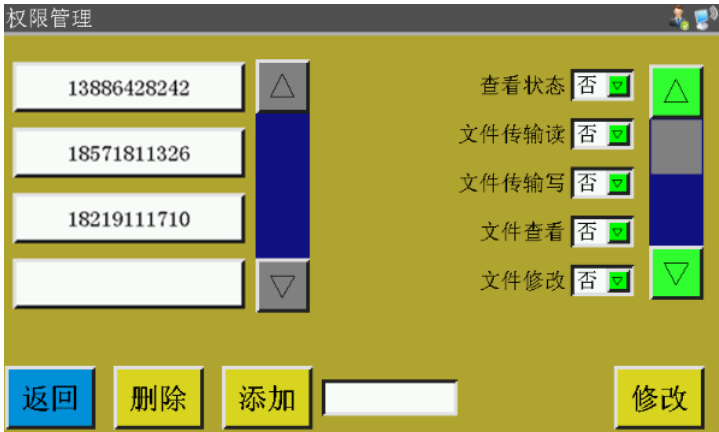 权限管理
13886428242
18571811326
18219111710
查看状态 否
文件传输读 否
文件传输写 否
文件查看 否
文件修改 否
返回 删除 添加 修改